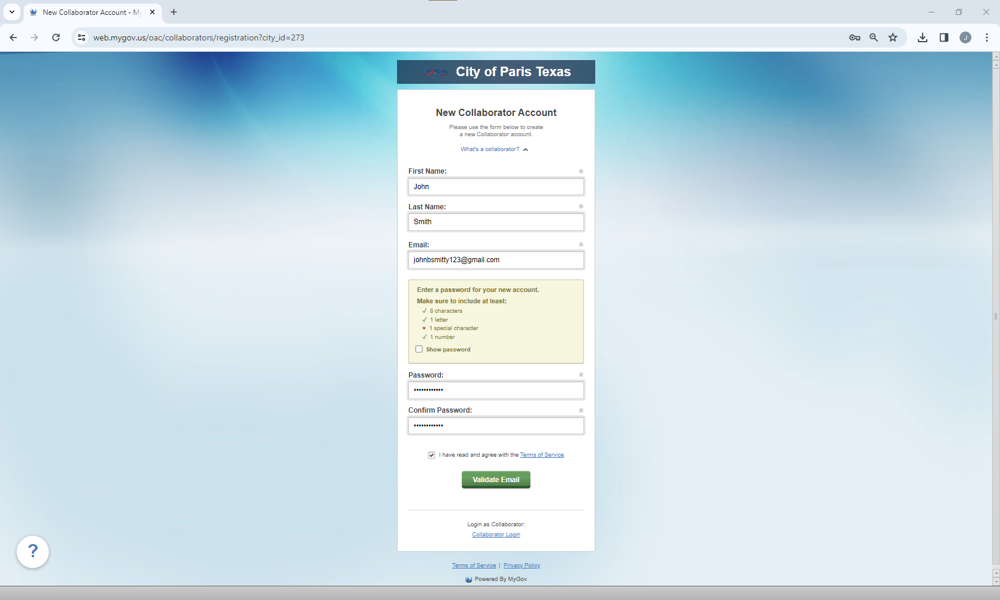 New Collaborator Account - My
web.mygov.us/oac/collaborators/registration?city_id=273
J
PARIS
City of Paris Texas
New Collaborator Account
Please use the form below to create
a new Collaborator account.
What's a collaborator?
First Name: *
John
Last Name: *
Smith
Email: *
johnbsmitty123@gmail.com
Enter a password for your new account.
Make sure to include at least:
8 characters
1 letter
1 special character
1 number
Show password
Password: *
••••••••••••
Confirm Password: *
••••••••••••
I have read and agree with the Terms of Service
Validate Email
Login as Collaborator:
Collaborator Login
?
Terms of Service | Privacy Policy
Powered By MyGov